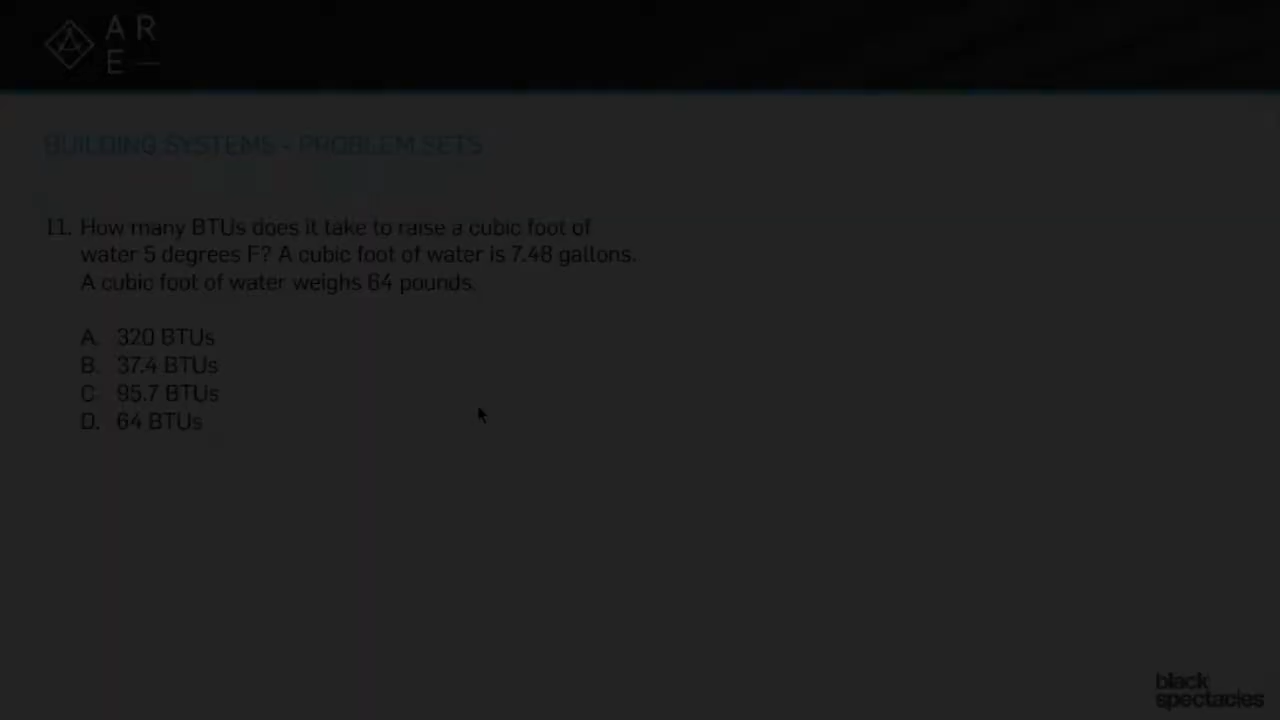 A R
E
BUILDING SYSTEMS - PROBLEM SETS
11. How many BTUs does it take to raise a cubic foot of
water 5 degrees F? A cubic foot of water is 7.48 gallons.
A cubic foot of water weighs 64 pounds.
A. 320 BTUs
B. 37.4 BTUs
C. 95.7 BTUs
D. 64 BTUs
black
spectacles